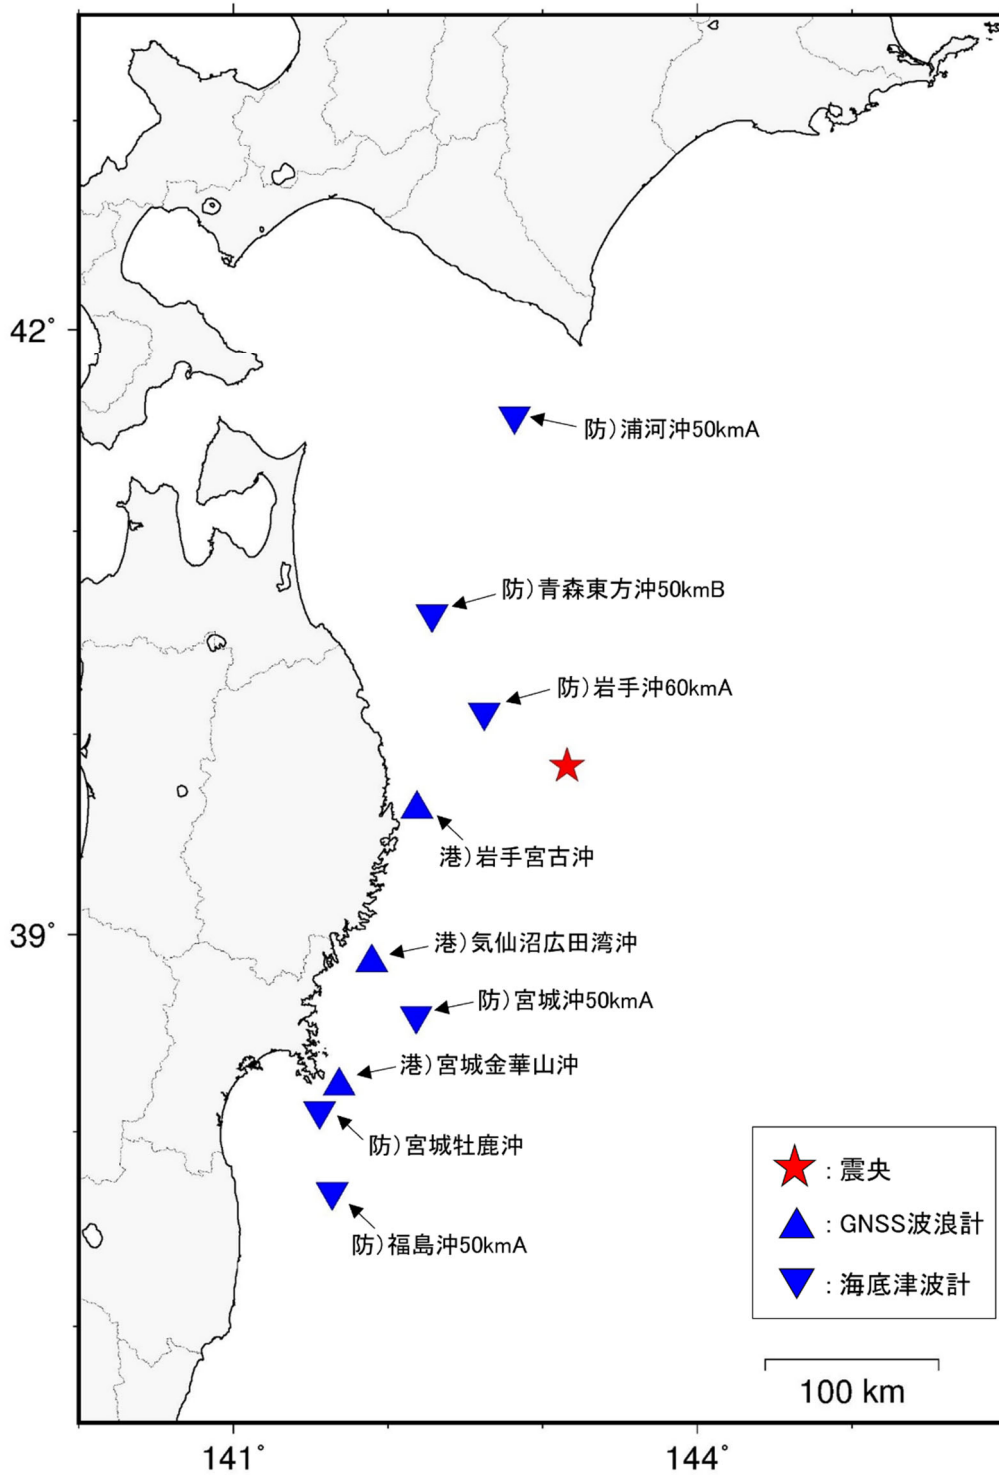 42°
防）浦河沖50kmA
防）青森東方沖50kmB
防）岩手沖60kmA
港）岩手宮古沖
39°
港）気仙沼広田湾沖
防）宮城沖50kmA
港）宮城金華山沖
防）宮城牡鹿沖
防）福島沖50kmA
：震央
：GNSS波浪計
：海底津波計
100 km
141°
144°